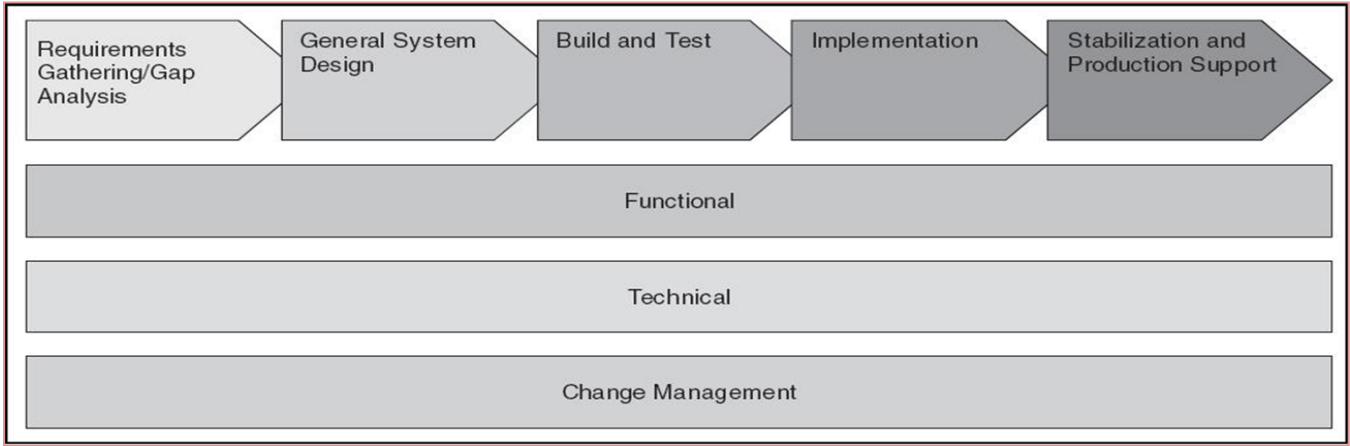 Requirements
Gathering/Gap
Analysis
General System
Design
Build and Test
Implementation
Stabilization and
Production Support
Functional
Technical
Change Management